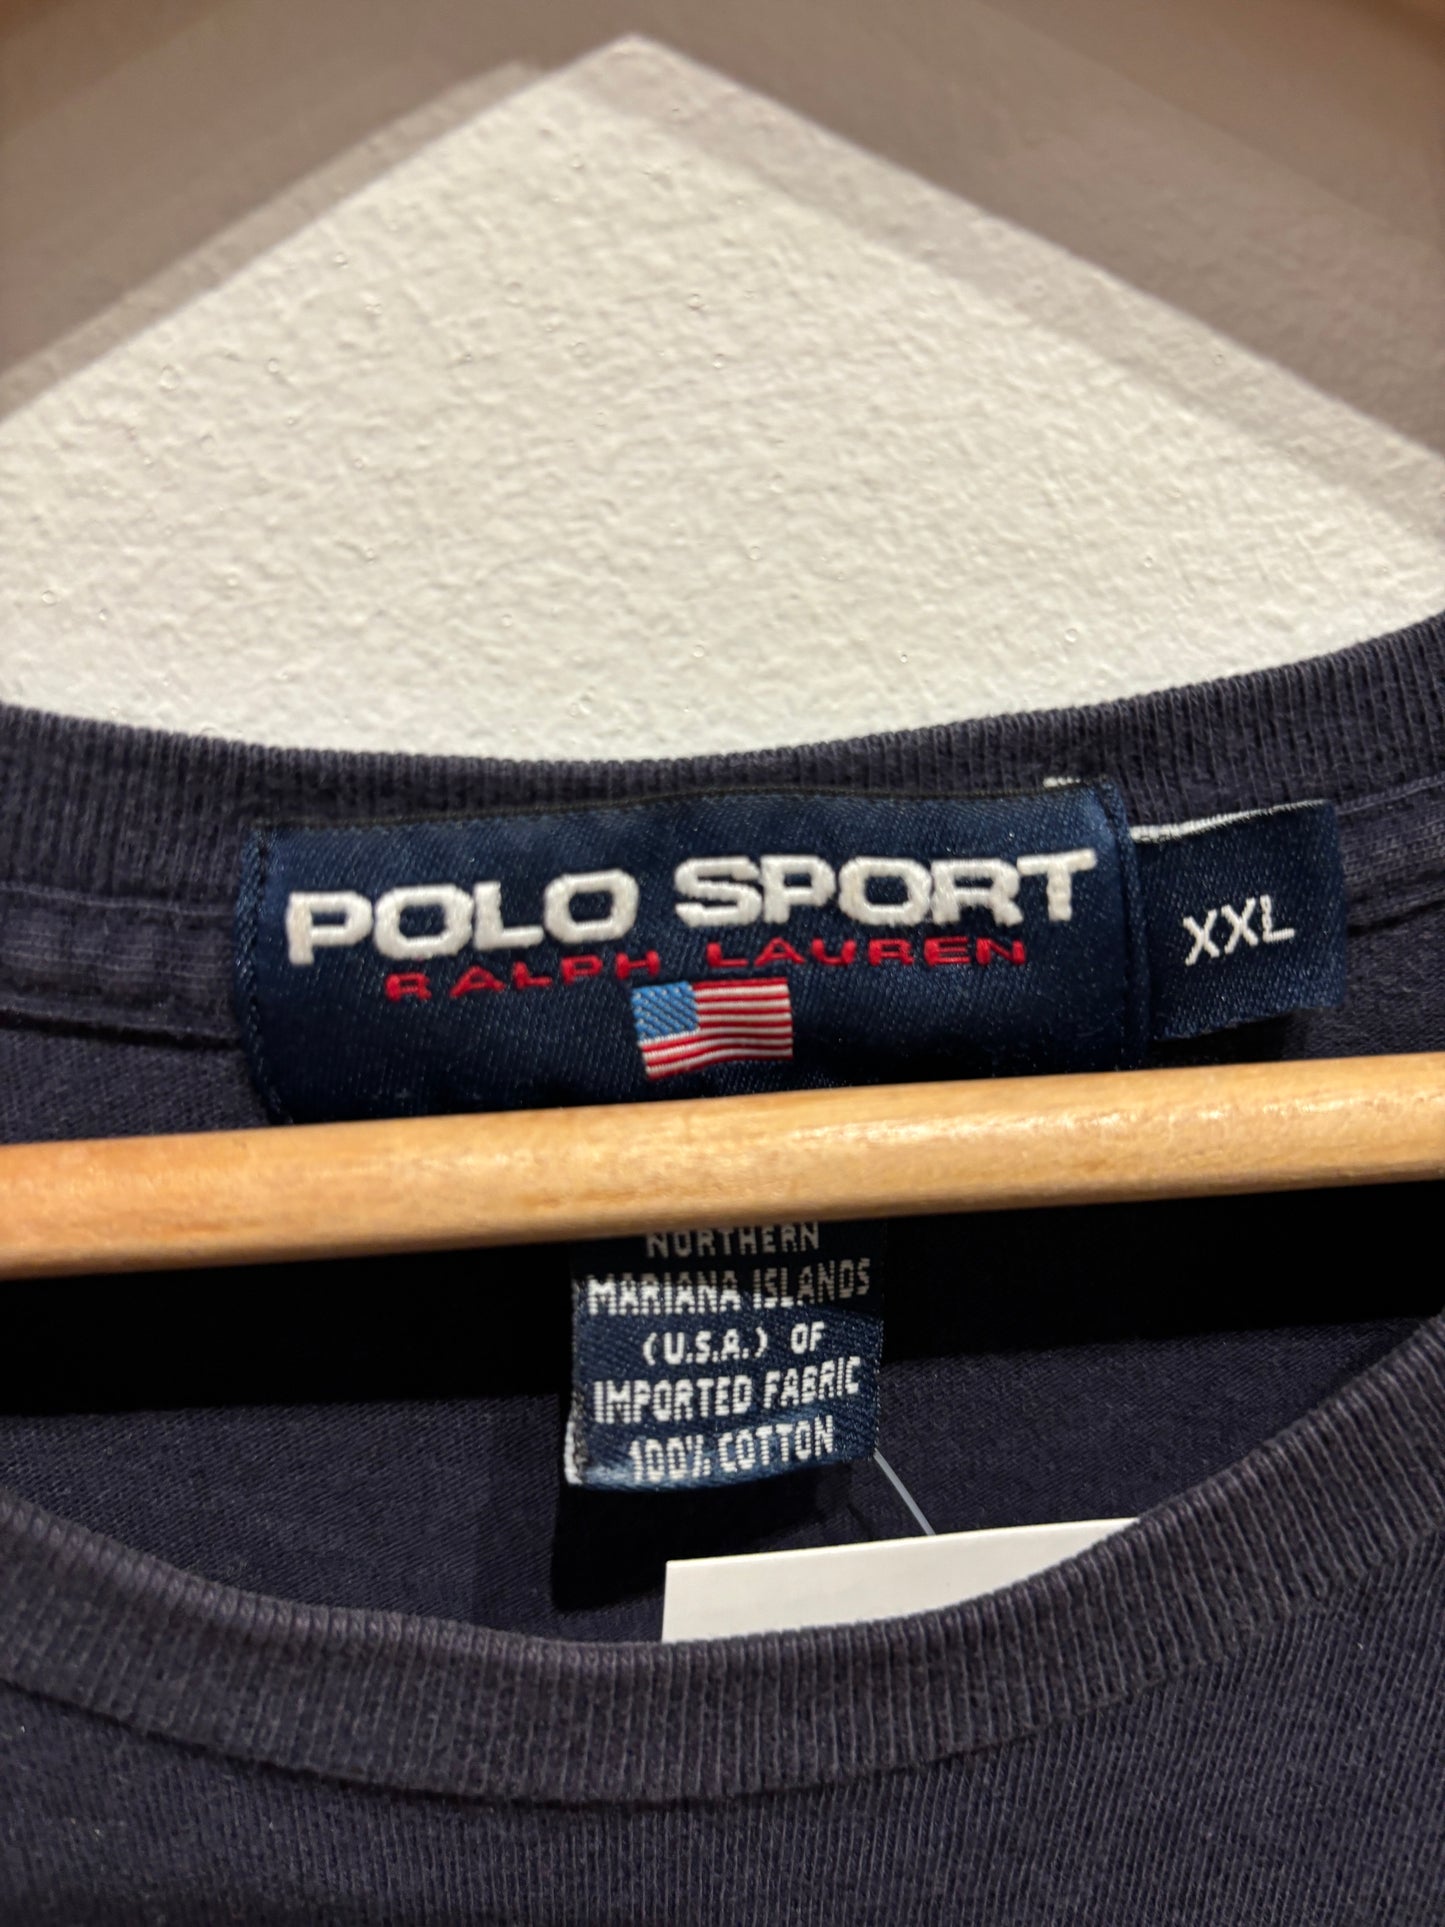 POLO SPORT
RALPH LAUREN
XXL
NORTHERN
MARIANA ISLANDS
(U.S.A.) OF
IMPORTED FABRIC
100% COTTON